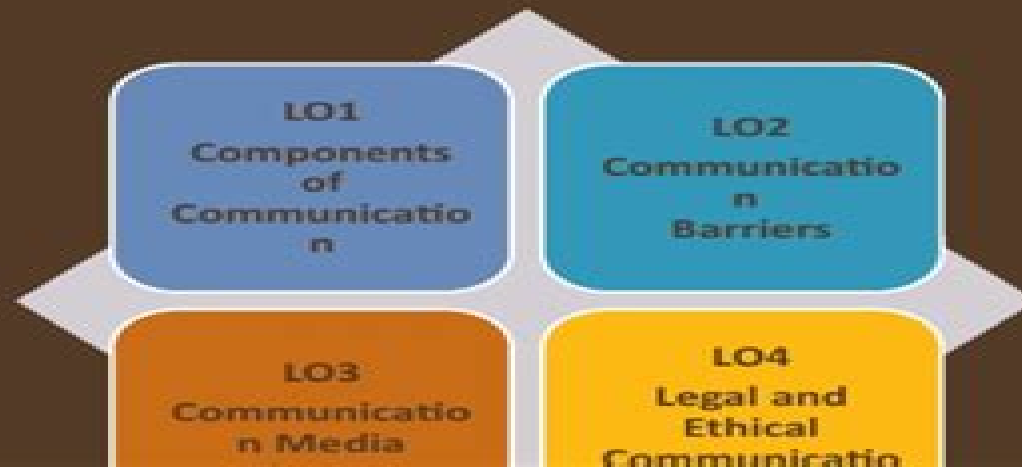 LO1
Components
of
Communicatio
n
LO2
Communicatio
n
Barriers
LO3
Communicatio
n Media
LO4
Legal and
Ethical
Communicatio